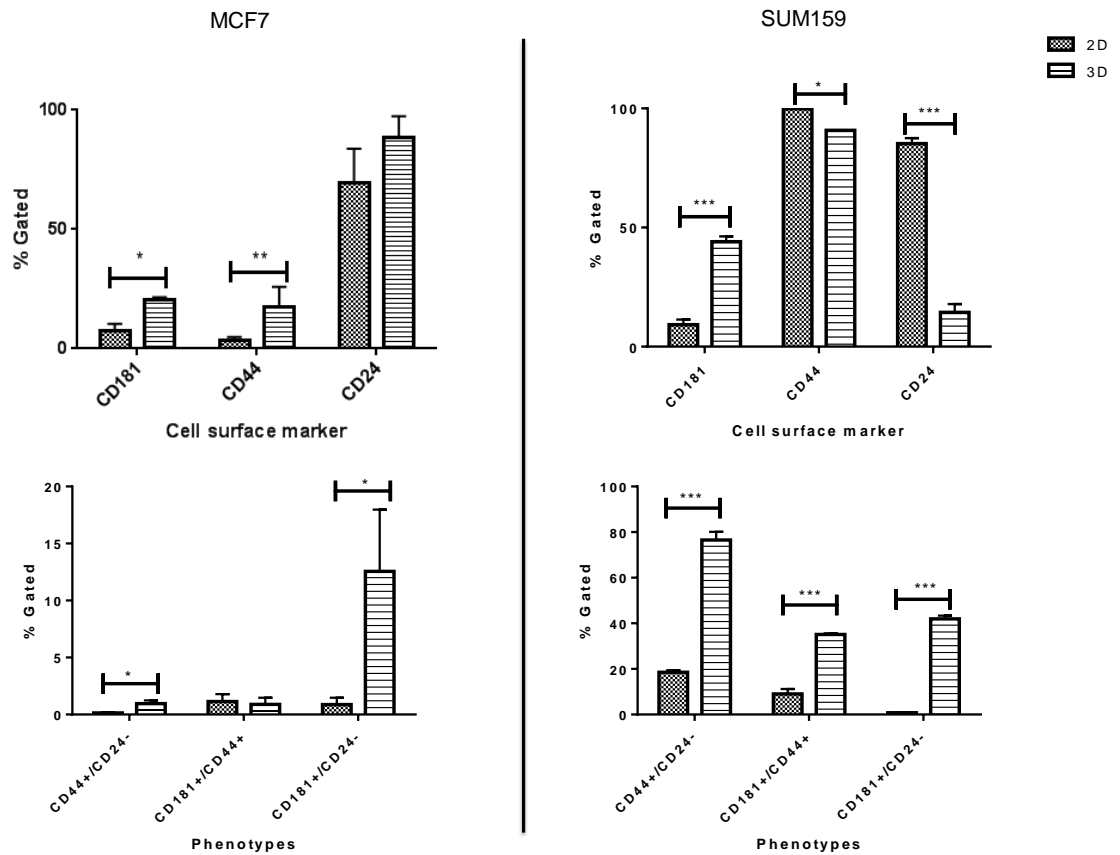 MCF7
SUM159
2D
3D
% Gated
100
50
0
*
**
CD181
CD44
CD24
Cell surface marker
% Gated
100
50
0
***
*
***
CD181
CD44
CD24
Cell surface marker
% Gated
20
15
10
5
0
*
*
CD44+/CD24-
CD181+/CD44+
CD181+/CD24-
Phenotypes
% Gated
100
80
60
40
20
0
***
***
***
CD44+/CD24-
CD181+/CD44+
CD181+/CD24-
Phenotypes